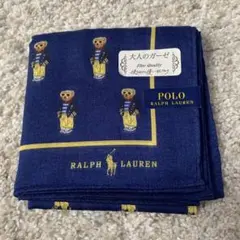 大人のガーゼ
POLO
RALPH LAUREN
RALPH LAUREN